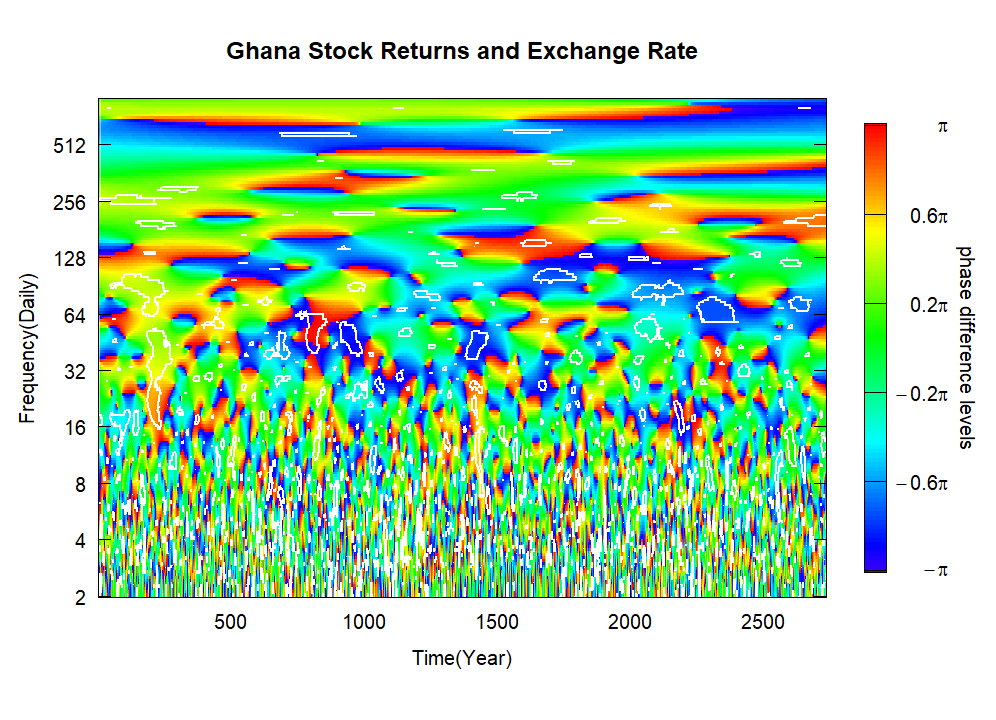 Ghana Stock Returns and Exchange Rate
512
256
128
64
32
16
8
4
2
Frequency(Daily)
500
1000
1500
2000
2500
Time(Year)
π
0.6π
0.2π
−0.2π
−0.6π
−π
phase difference levels